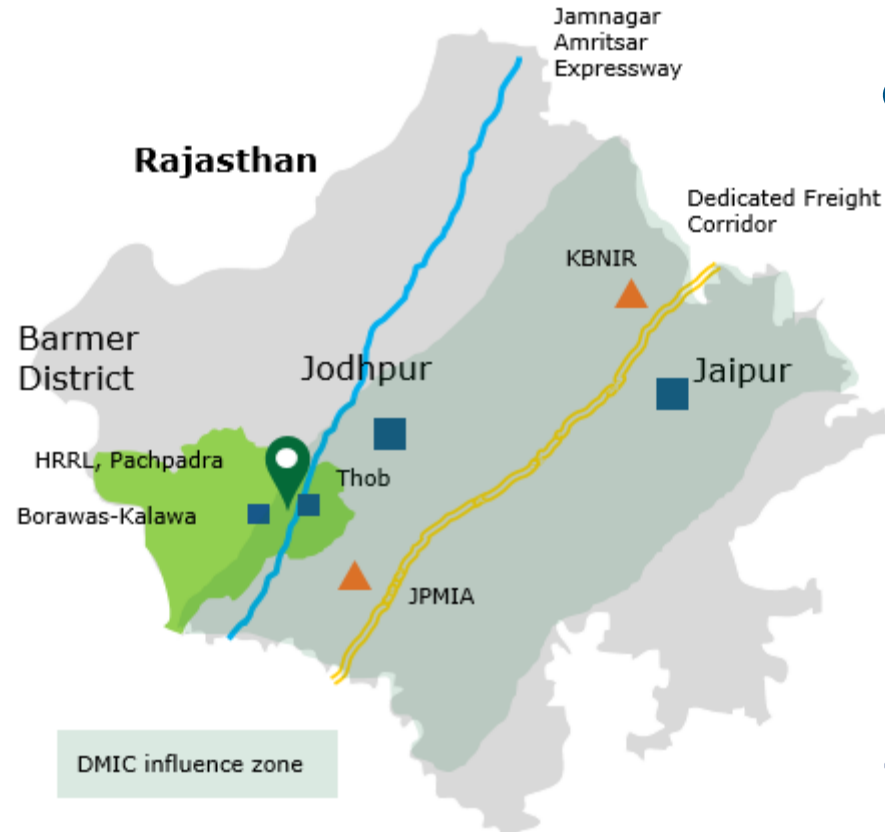 Jamnagar
Amritsar
Expressway
Rajasthan
Dedicated Freight
Corridor
KBNIR
Barmer
District
Jodhpur
Jaipur
HRRL, Pachpadra
Thob
Borawas-Kalawa
JPMIA
DMIC influence zone